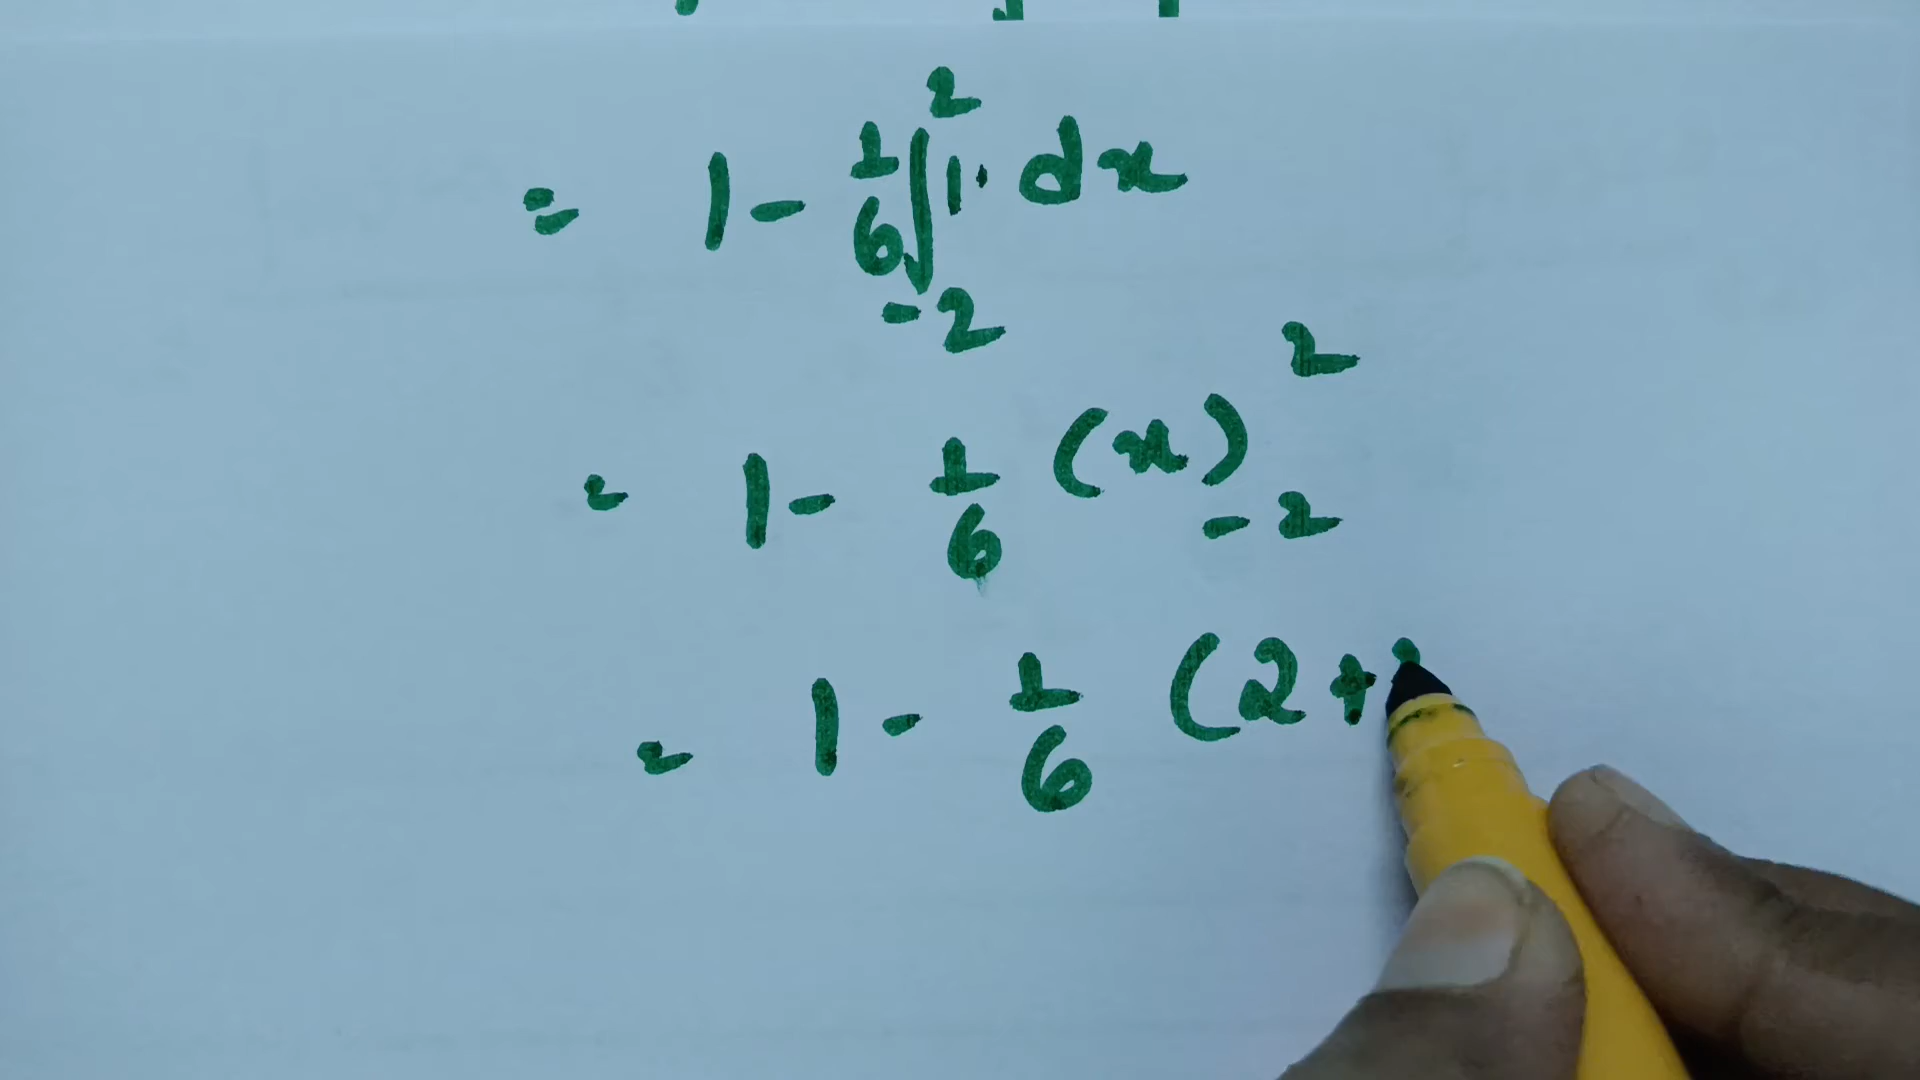 = 1 - 1/6 ∫_{-2}^{2} 1. dx
= 1 - 1/6 (x)_{-2}^{2}
= 1 - 1/6 (2 +